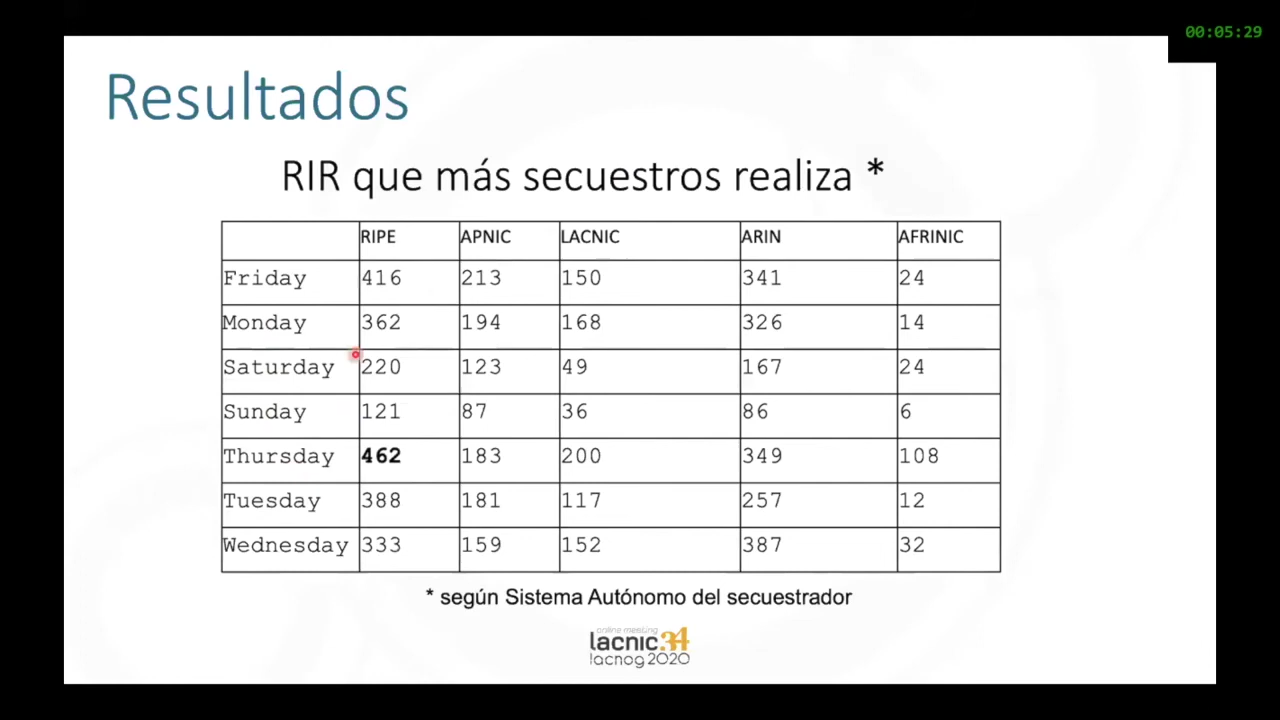 00:05:29
Resultados
RIR que más secuestros realiza *
RIPE APNIC LACNIC ARIN AFRINIC
Friday 416 213 150 341 24
Monday 362 194 168 326 14
Saturday 220 123 49 167 24
Sunday 121 87 36 86 6
Thursday 462 183 200 349 108
Tuesday 388 181 117 257 12
Wednesday 333 159 152 387 32
* según Sistema Autónomo del secuestrador
online meeting
lacnic34
lacnog2020